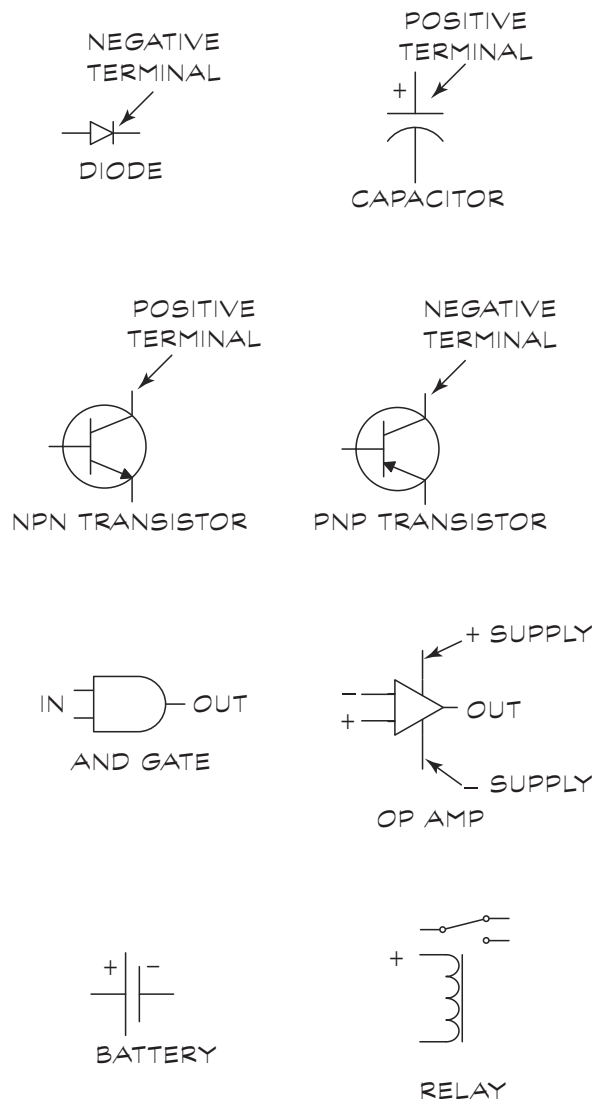 NEGATIVE
TERMINAL
DIODE
POSITIVE
TERMINAL
+
CAPACITOR
POSITIVE
TERMINAL
NPN TRANSISTOR
NEGATIVE
TERMINAL
PNP TRANSISTOR
IN
OUT
AND GATE
+ SUPPLY
−
+
OUT
− SUPPLY
OP AMP
+ −
BATTERY
+
RELAY